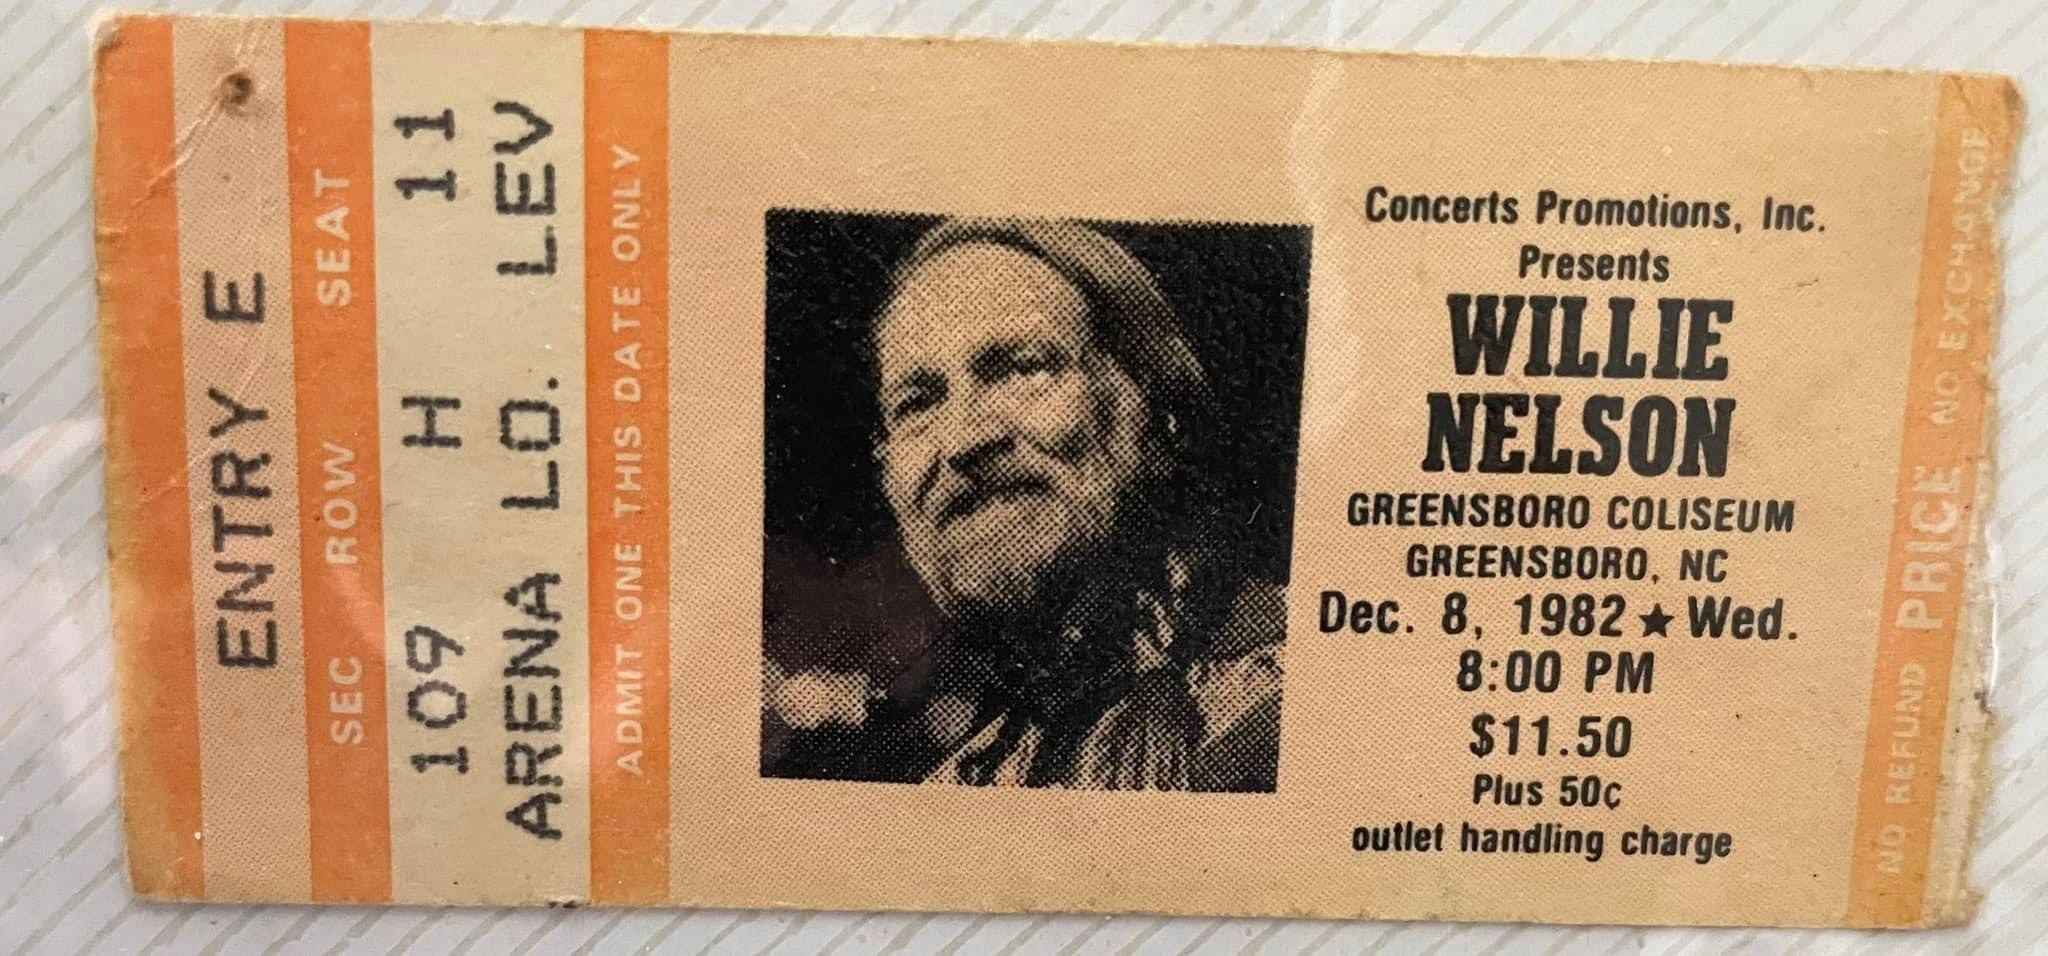 ENTRY E
SEC ROW SEAT
109 H 11
ARENA LO. LEV
ADMIT ONE THIS DATE ONLY
Concerts Promotions, Inc.
Presents
WILLIE
NELSON
GREENSBORO COLISEUM
GREENSBORO, NC
Dec. 8, 1982 ★ Wed.
8:00 PM
$11.50
Plus 50¢
outlet handling charge
NO REFUND PRICE NO EXCHANGE